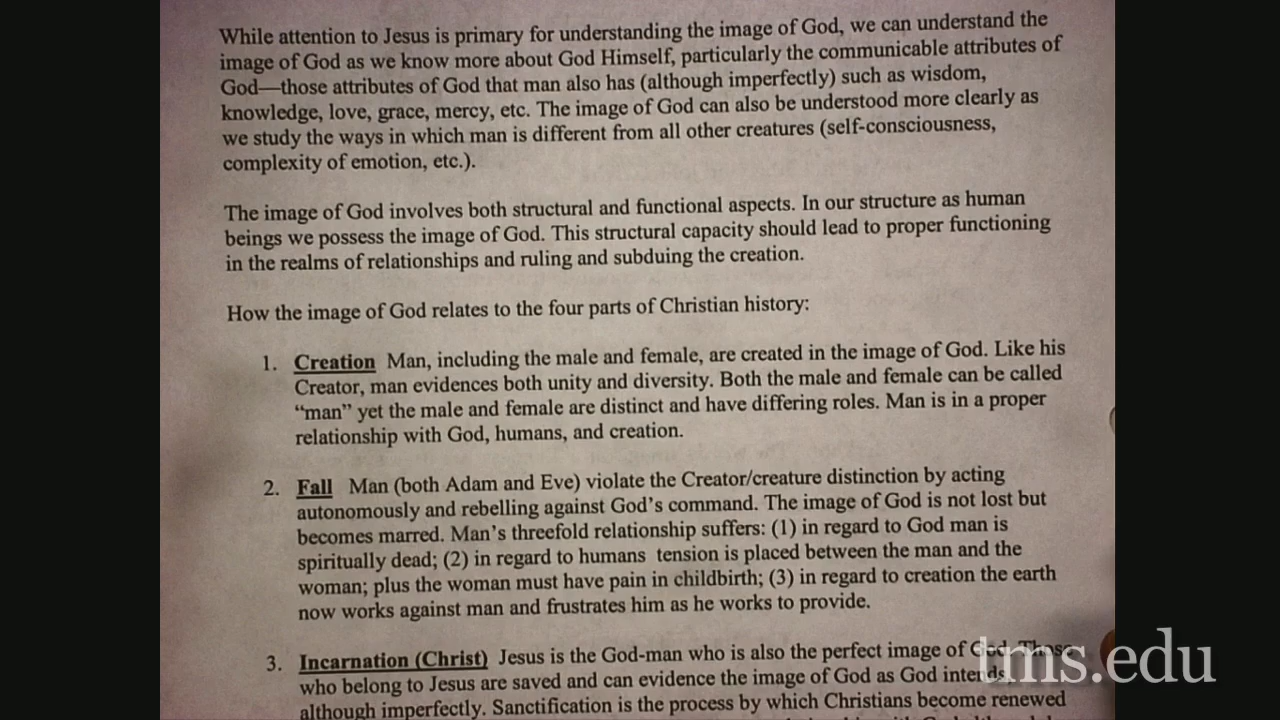 While attention to Jesus is primary for understanding the image of God, we can understand the
image of God as we know more about God Himself, particularly the communicable attributes of
God—those attributes of God that man also has (although imperfectly) such as wisdom,
knowledge, love, grace, mercy, etc. The image of God can also be understood more clearly as
we study the ways in which man is different from all other creatures (self-consciousness,
complexity of emotion, etc.).
The image of God involves both structural and functional aspects. In our structure as human
beings we possess the image of God. This structural capacity should lead to proper functioning
in the realms of relationships and ruling and subduing the creation.
How the image of God relates to the four parts of Christian history:
1. Creation Man, including the male and female, are created in the image of God. Like his
Creator, man evidences both unity and diversity. Both the male and female can be called
“man” yet the male and female are distinct and have differing roles. Man is in a proper
relationship with God, humans, and creation.
2. Fall Man (both Adam and Eve) violate the Creator/creature distinction by acting
autonomously and rebelling against God’s command. The image of God is not lost but
becomes marred. Man’s threefold relationship suffers: (1) in regard to God man is
spiritually dead; (2) in regard to humans tension is placed between the man and the
woman; plus the woman must have pain in childbirth; (3) in regard to creation the earth
now works against man and frustrates him as he works to provide.
3. Incarnation (Christ) Jesus is the God-man who is also the perfect image of God. Those
who belong to Jesus are saved and can evidence the image of God as God intends,
although imperfectly. Sanctification is the process by which Christians become renewed
tms.edu